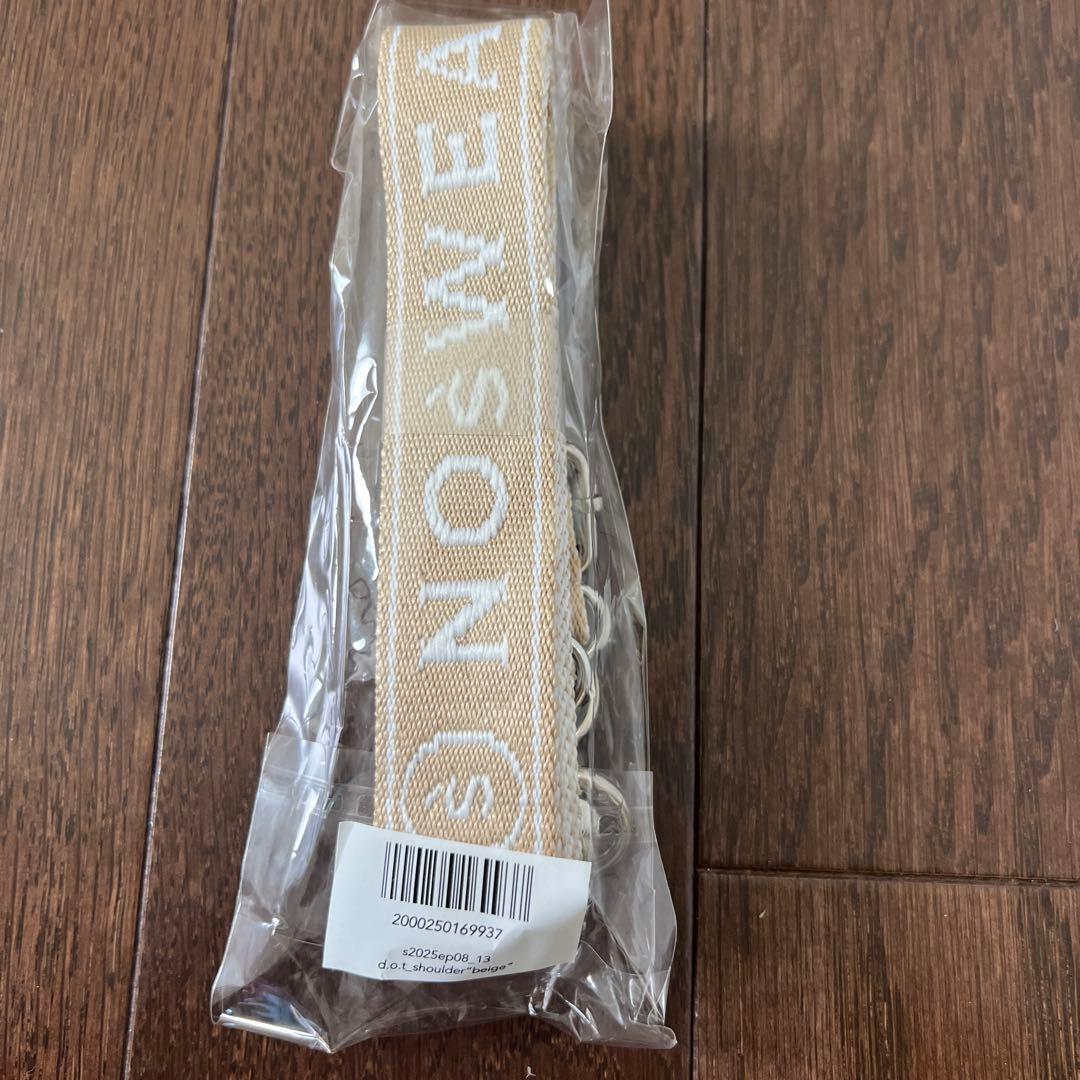 ś NOśWEA
2000250169937
s2025ep08_13
d.o.t_shoulder"beige"